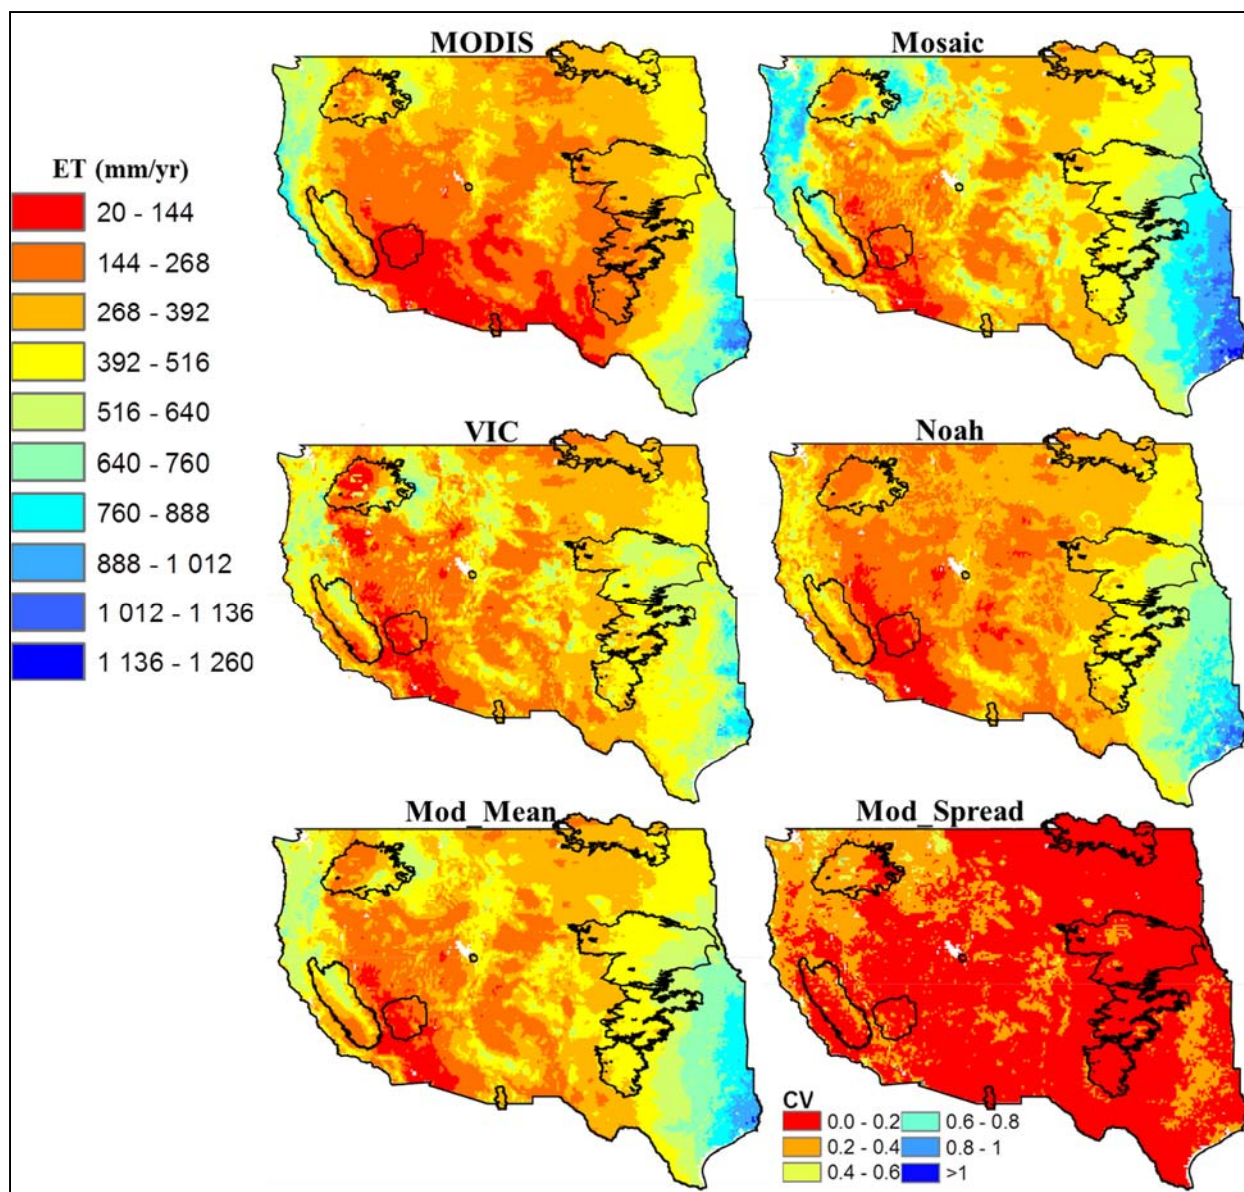 MODIS
Mosaic
ET (mm/yr)
20 - 144
144 - 268
268 - 392
392 - 516
516 - 640
640 - 760
760 - 888
888 - 1 012
1 012 - 1 136
1 136 - 1 260
VIC
Noah
Mod_Mean
Mod_Spread
CV
0.0 - 0.2
0.6 - 0.8
0.2 - 0.4
0.8 - 1
0.4 - 0.6
>1